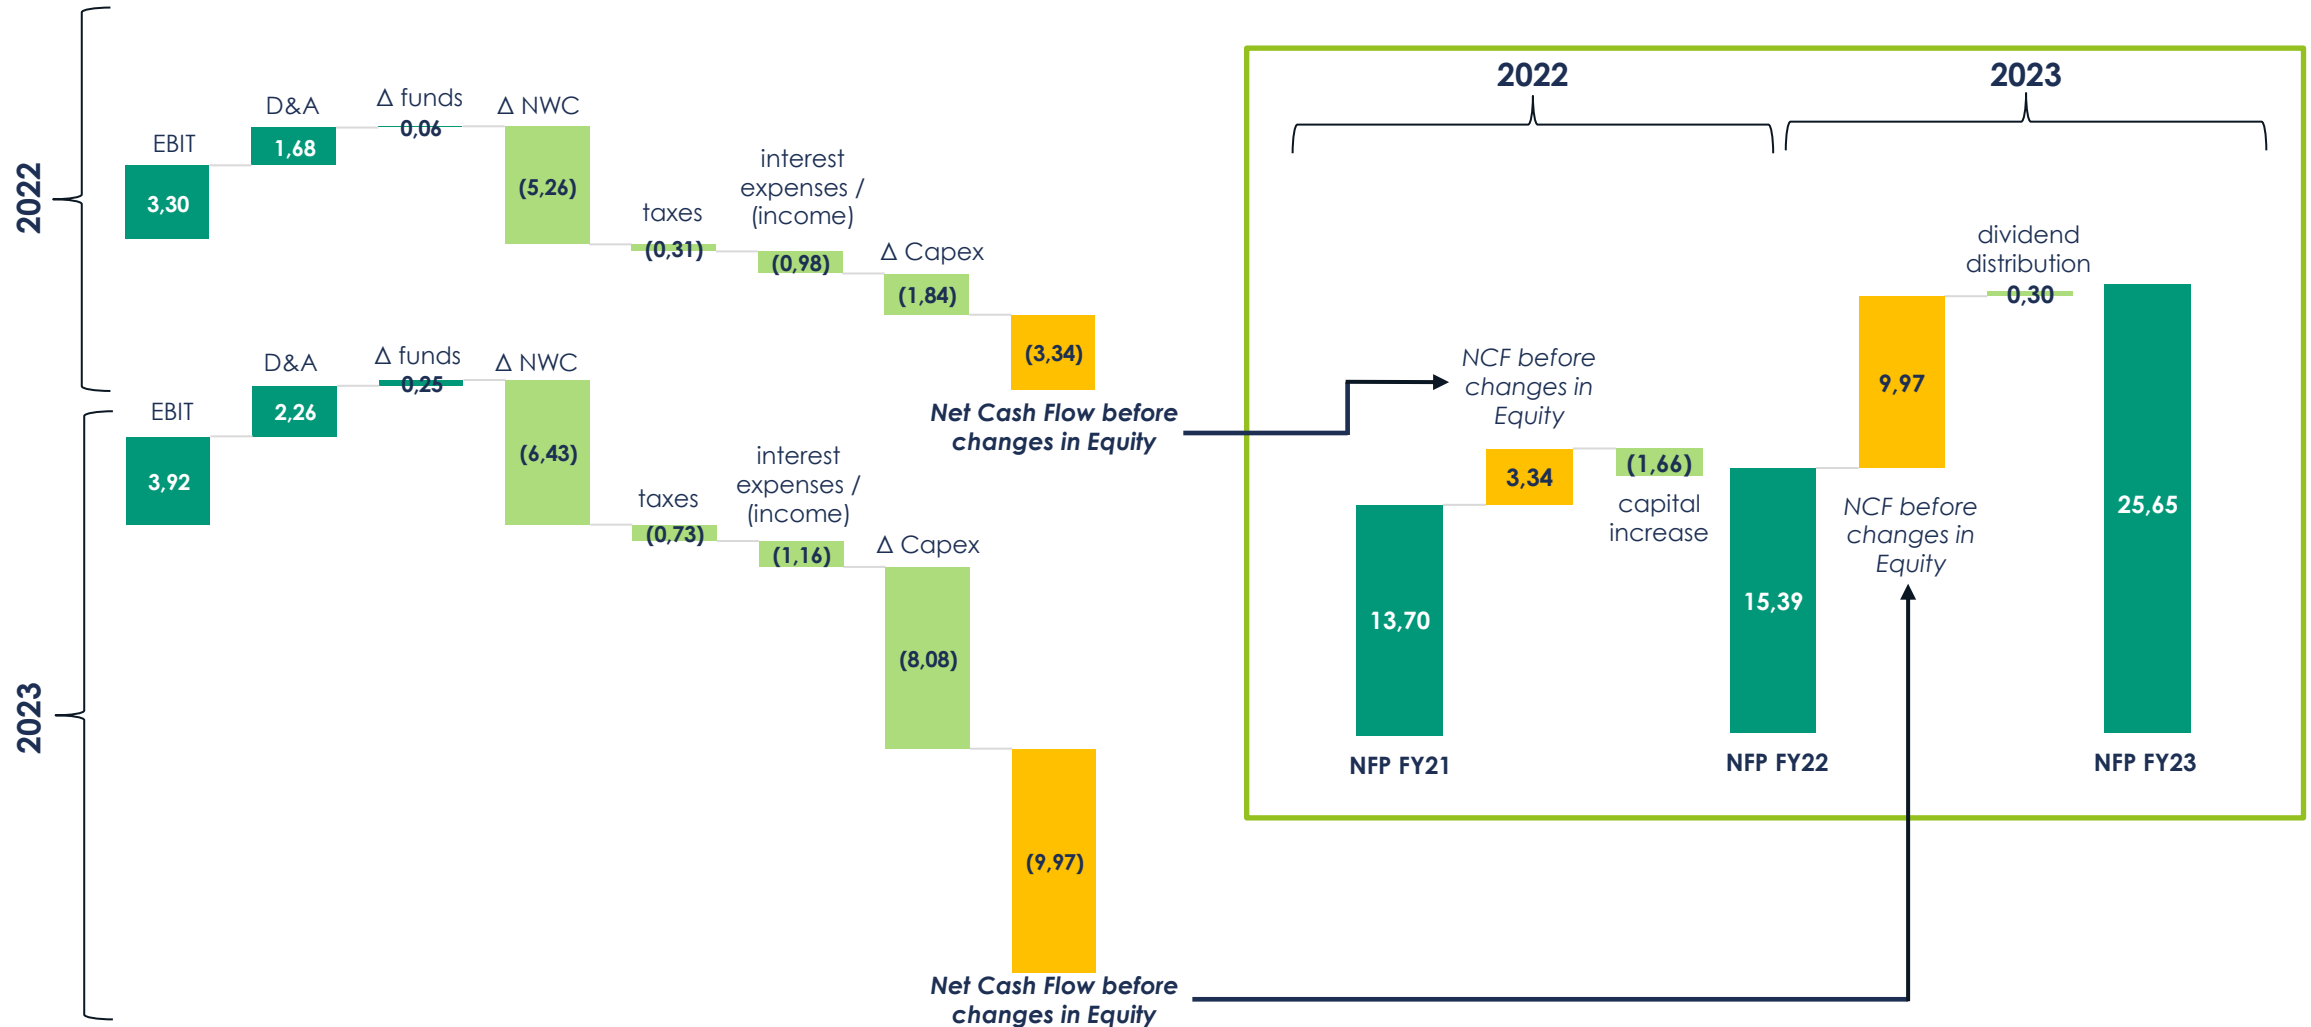 2022
EBIT
3,30
D&A
1,68
Δ funds
0,06
Δ NWC
(5,26)
taxes
(0,31)
interest
expenses /
(income)
(0,98)
Δ Capex
(1,84)
(3,34)
Net Cash Flow before
changes in Equity
2023
EBIT
3,92
D&A
2,26
Δ funds
0,25
Δ NWC
(6,43)
taxes
(0,73)
interest
expenses /
(income)
(1,16)
Δ Capex
(8,08)
(9,97)
Net Cash Flow before
changes in Equity
2022
2023
13,70
NFP FY21
NCF before
changes in
Equity
3,34
(1,66)
capital
increase
15,39
NFP FY22
9,97
NCF before
changes in
Equity
dividend
distribution
0,30
25,65
NFP FY23